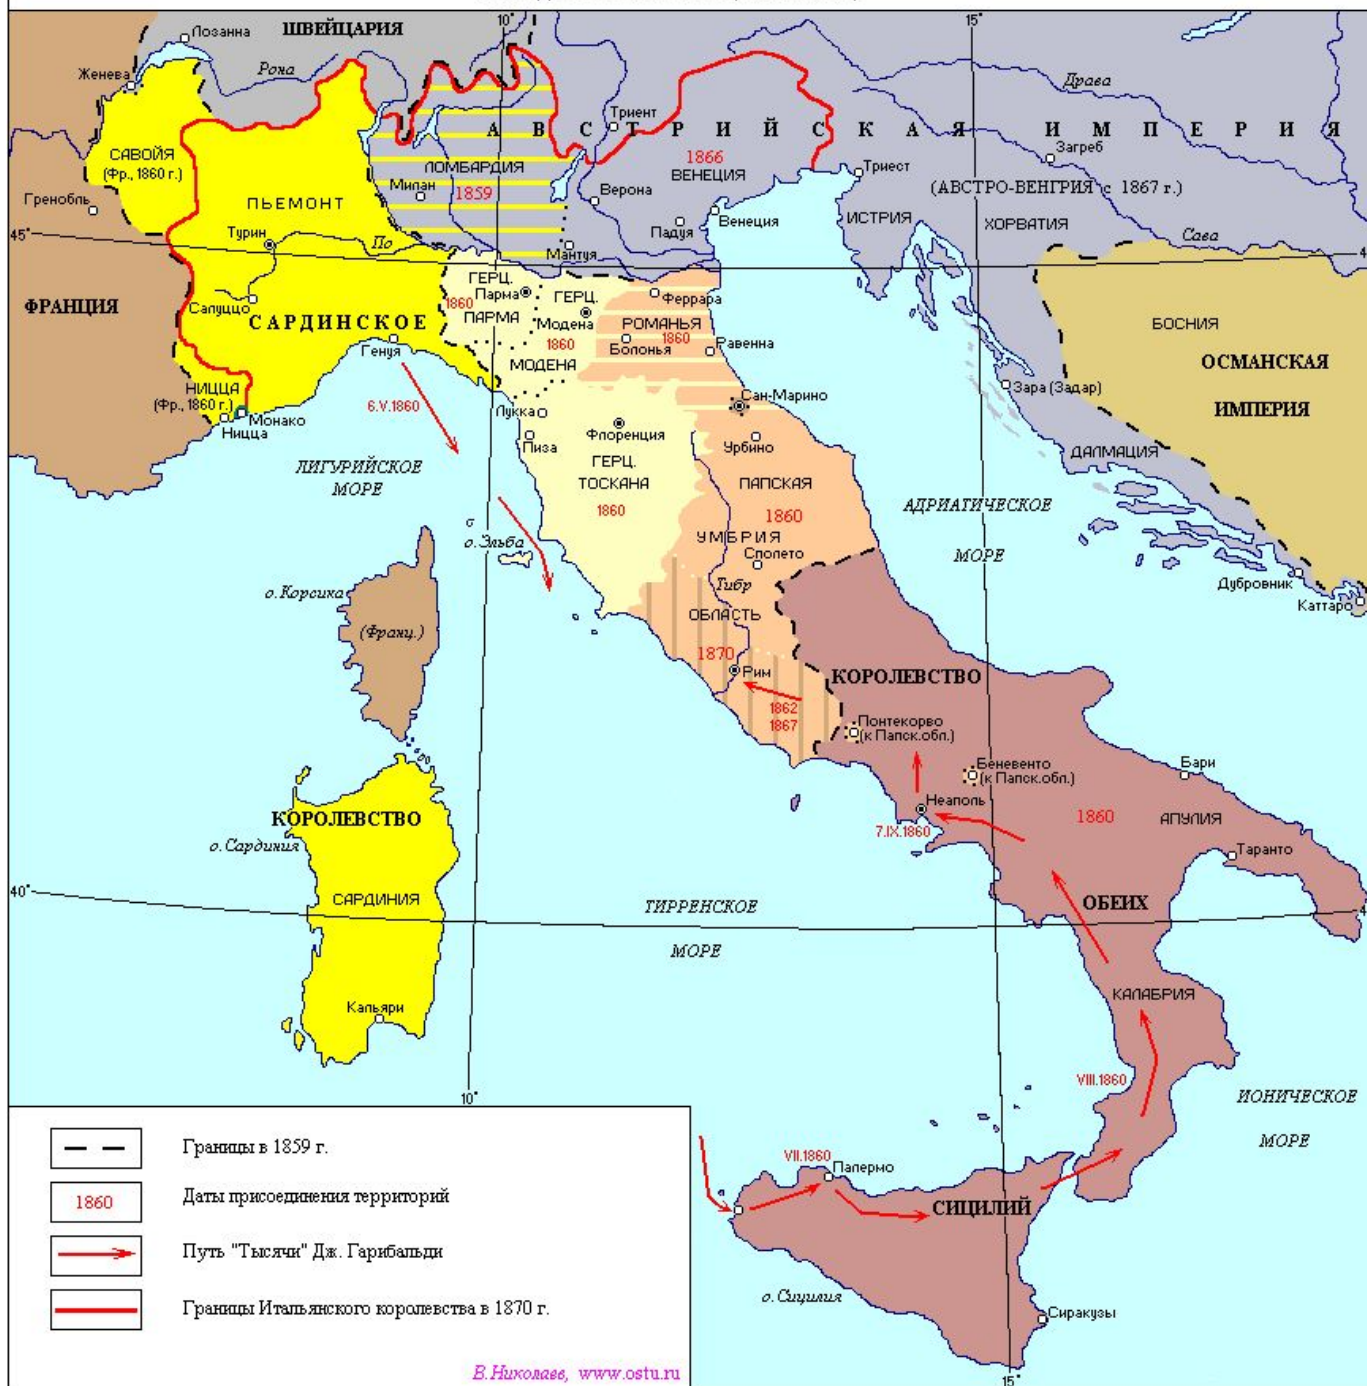 10°
15°
ШВЕЙЦАРИЯ
Лозанна
Женева
Рона
Драва
Триент
АВСТРИЙСКАЯ ИМПЕРИЯ
САВОЙЯ
(Фр., 1860 г.)
ЛОМБАРДИЯ
1859
Милан
1866
ВЕНЕЦИЯ
Загреб
Триест
(АВСТРО-ВЕНГРИЯ с 1867 г.)
Гренобль
ПЬЕМОНТ
Верона
Венеция
Падуя
ИСТРИЯ
ХОРВАТИЯ
45°
Турин
По
Мантуя
Сава
4
ФРАНЦИЯ
Салуццо
САРДИНСКОЕ
Генуя
ГЕРЦ.
Парма
1860
ПАРМА
ГЕРЦ.
Модена
1860
МОДЕНА
Феррара
РОМАНЬЯ
1860
Болонья
Равенна
БОСНИЯ
ОСМАНСКАЯ
ИМПЕРИЯ
НИЦЦА
(Фр., 1860 г.)
Монако
Ницца
6.V.1860
Лукка
Пиза
Флоренция
Сан-Марино
Урбино
Зара (Задар)
ДАЛМАЦИЯ
ЛИГУРИЙСКОЕ
МОРЕ
ГЕРЦ.
ТОСКАНА
1860
ПАПСКАЯ
1860
УМБРИЯ
Сполето
АДРИАТИЧЕСКОЕ
МОРЕ
о.Эльба
Дубровник
Каттаро
о.Корсика
(Франц.)
Тибр
ОБЛАСТЬ
1870
Рим
1862
1867
КОРОЛЕВСТВО
Понтекорво
(к Папск.обл.)
Беневенто
(к Папск.обл.)
Бари
Неаполь
7.IX.1860
1860
АПУЛИЯ
Таранто
КОРОЛЕВСТВО
о.Сардиния
САРДИНИЯ
40°
ТИРРЕНСКОЕ
МОРЕ
ОБЕИХ
4
Кальяри
КАЛАБРИЯ
VIII.1860
ИОНИЧЕСКОЕ
МОРЕ
10°
VII.1860
Палермо
СИЦИЛИЙ
о.Сицилия
Сиракузы
15°
Границы в 1859 г.
1860
Даты присоединения территорий
Путь "Тысячи" Дж. Гарибальди
Границы Итальянского королевства в 1870 г.
В.Николаев, www.ostu.ru